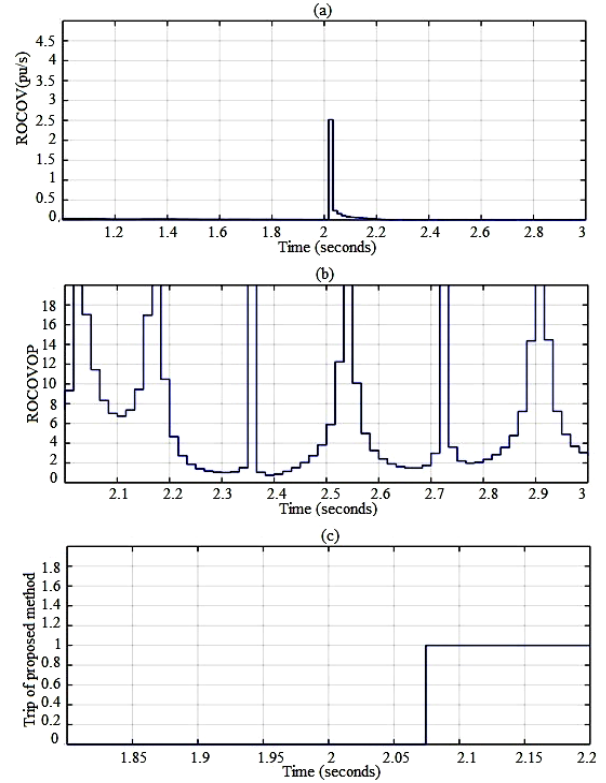 (a)
4.5
4
3.5
3
2.5
2
1.5
1
0.5
0
ROCOV(pu/s)
1.2 1.4 1.6 1.8 2 2.2 2.4 2.6 2.8 3
Time (seconds)
(b)
18
16
14
12
10
8
6
4
2
0
ROCOVOP
2.1 2.2 2.3 2.4 2.5 2.6 2.7 2.8 2.9 3
Time (seconds)
(c)
1.8
1.6
1.4
1.2
1
0.8
0.6
0.4
0.2
0
Trip of proposed method
1.85 1.9 1.95 2 2.05 2.1 2.15 2.2
Time (seconds)